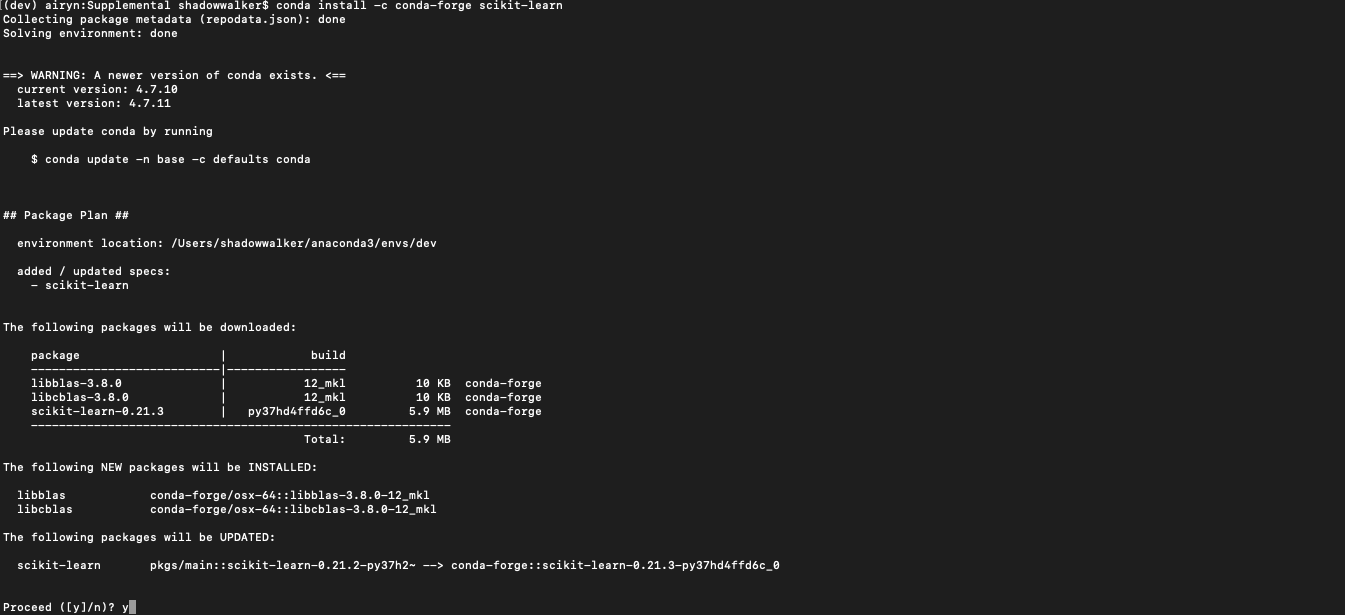 [(dev) airyn:Supplemental shadowwalker$ conda install -c conda-forge scikit-learn
Collecting package metadata (repodata.json): done
Solving environment: done
==> WARNING: A newer version of conda exists. <==
current version: 4.7.10
latest version: 4.7.11
Please update conda by running
$ conda update -n base -c defaults conda
## Package Plan ##
environment location: /Users/shadowwalker/anaconda3/envs/dev
added / updated specs:
- scikit-learn
The following packages will be downloaded:
package | build
---------------------------|-----------------
libblas-3.8.0 | 12_mkl 10 KB conda-forge
libcblas-3.8.0 | 12_mkl 10 KB conda-forge
scikit-learn-0.21.3 | py37hd4ffd6c_0 5.9 MB conda-forge
------------------------------------------------------------
Total: 5.9 MB
The following NEW packages will be INSTALLED:
libblas conda-forge/osx-64::libblas-3.8.0-12_mkl
libcblas conda-forge/osx-64::libcblas-3.8.0-12_mkl
The following packages will be UPDATED:
scikit-learn pkgs/main::scikit-learn-0.21.2-py37h2~ --> conda-forge::scikit-learn-0.21.3-py37hd4ffd6c_0
Proceed ([y]/n)? y